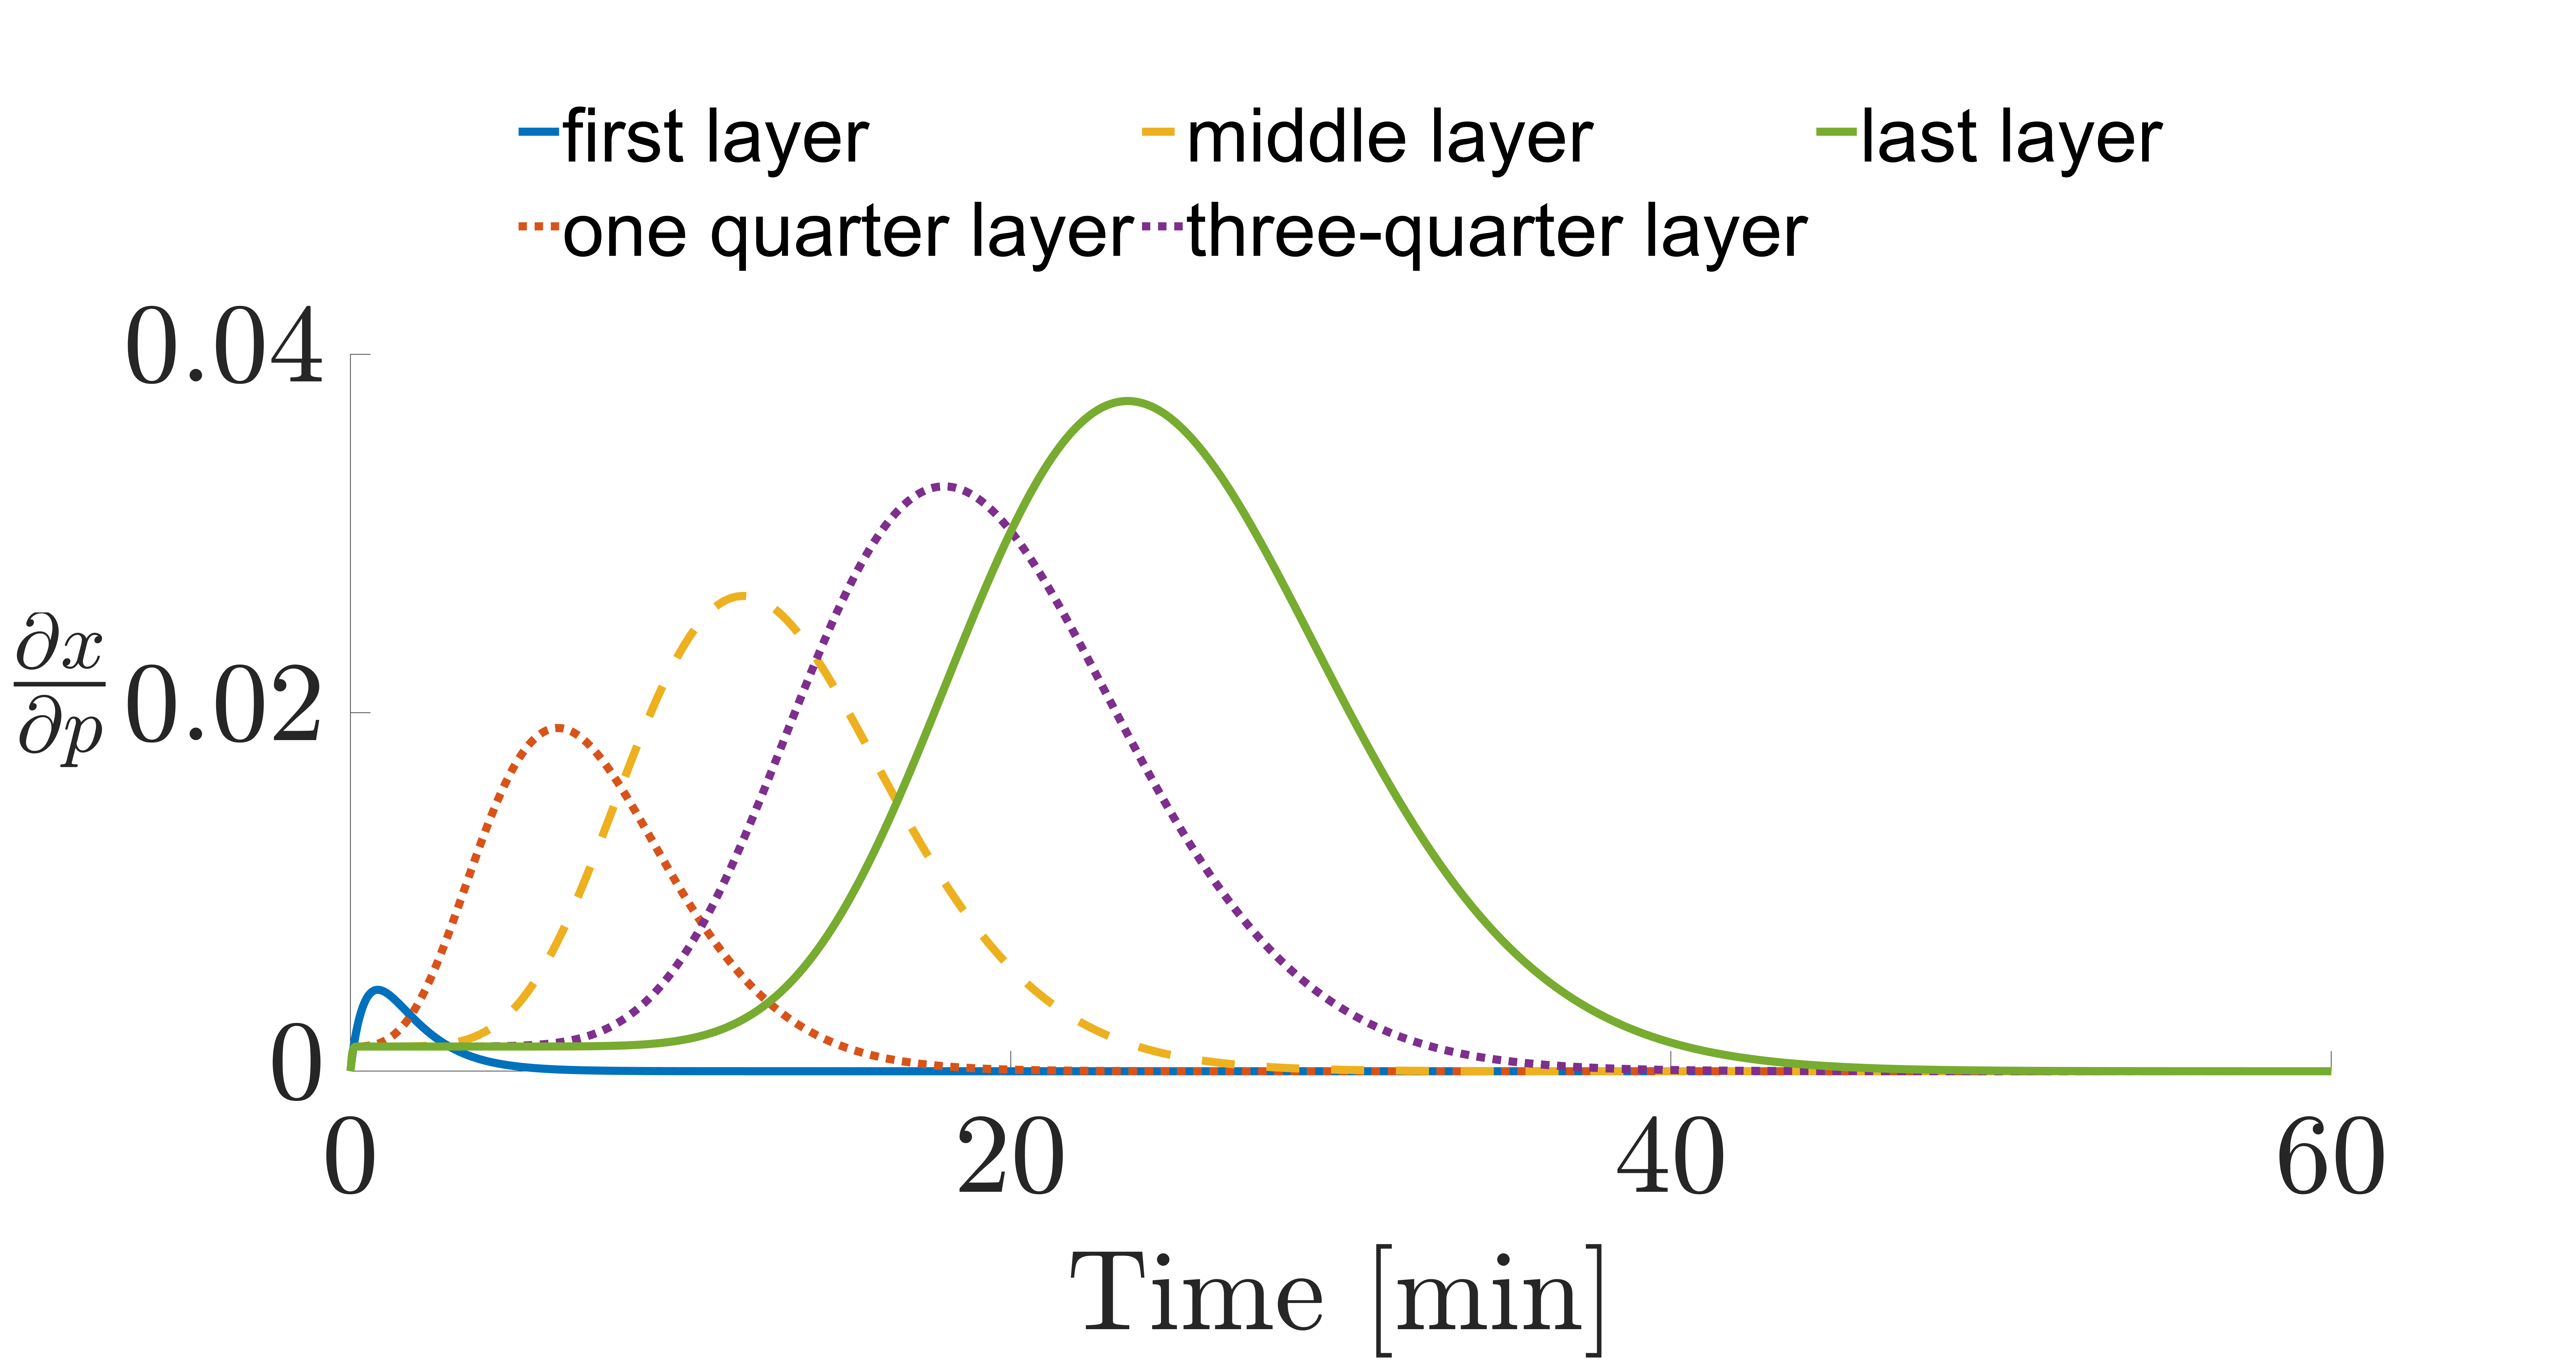 first layer middle layer last layer
one quarter layer three-quarter layer
0.04
∂x
∂p
0.02
0
0 20 40 60
Time [min]